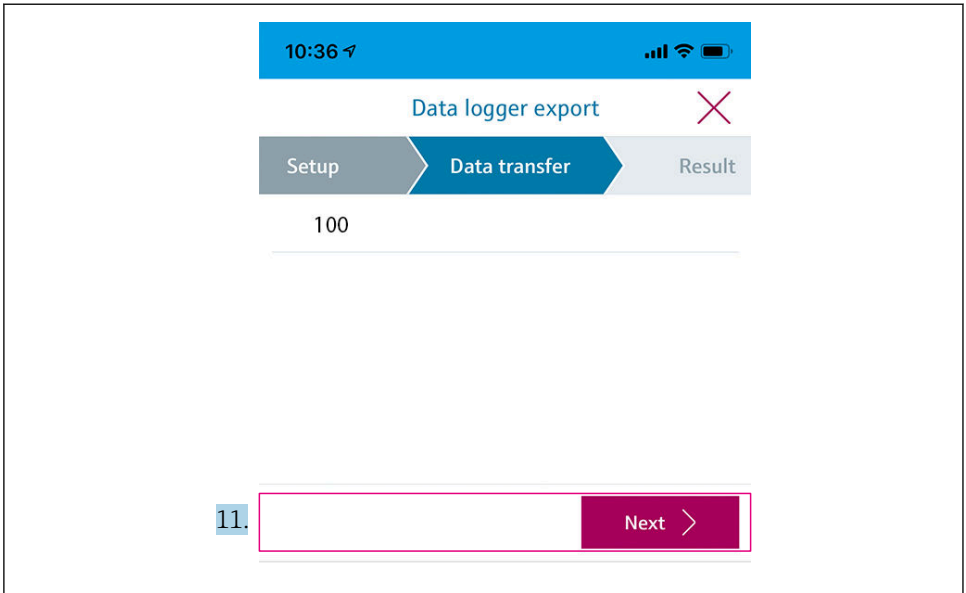 10:36
Data logger export
Setup Data transfer Result
100
11. Next